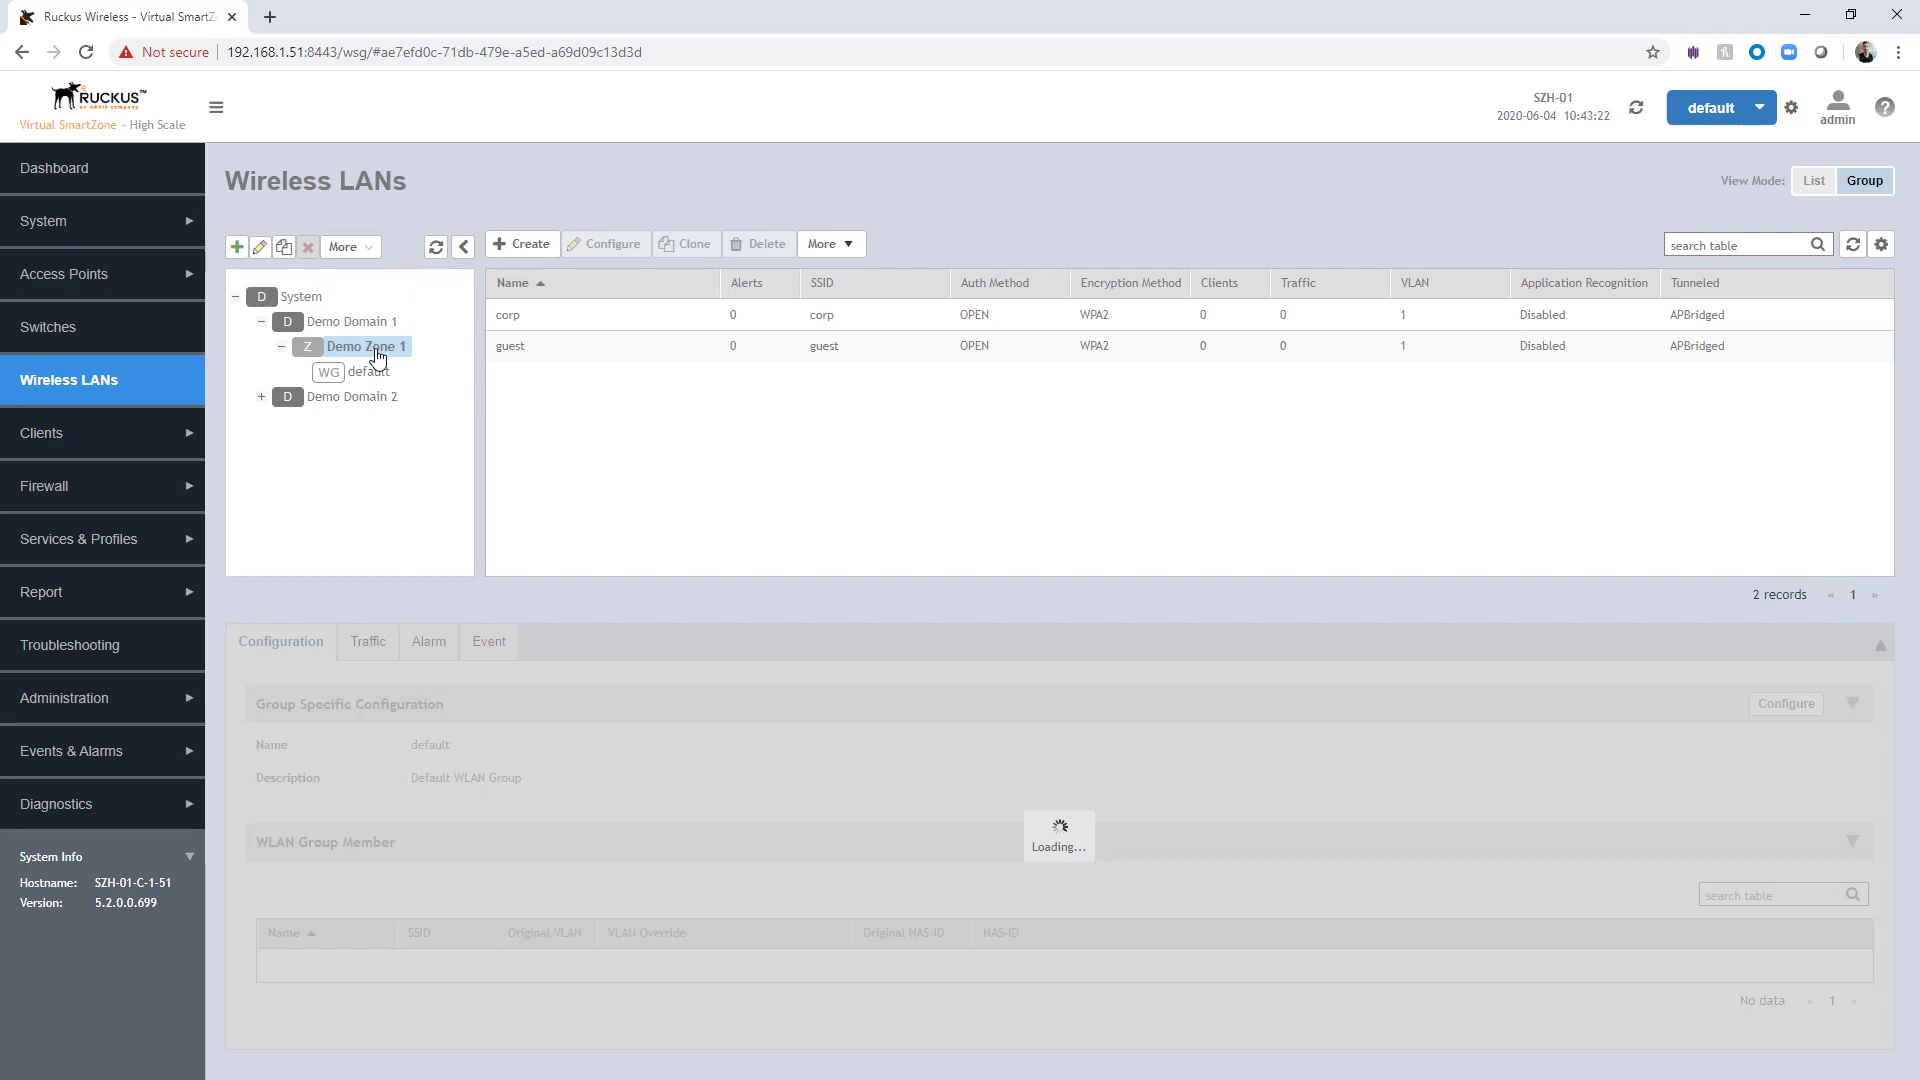 Ruckus Wireless - Virtual SmartZ
Not secure
192.168.1.51:8443/wsg/#ae7efd0c-71db-479e-a5ed-a69d09c13d3d
RUCKUS™
an ARRIS company
Virtual SmartZone - High Scale
SZH-01
2020-06-04 10:43:22
default
admin
Dashboard
System
Access Points
Switches
Wireless LANs
Clients
Firewall
Services & Profiles
Report
Troubleshooting
Administration
Events & Alarms
Diagnostics
System Info
Hostname: SZH-01-C-1-51
Version: 5.2.0.0.699
Wireless LANs
View Mode: List Group
More
+ Create Configure Clone Delete More
search table
D System
D Demo Domain 1
Z Demo Zone 1
WG default
D Demo Domain 2
Name Alerts SSID Auth Method Encryption Method Clients Traffic VLAN Application Recognition Tunneled
corp 0 corp OPEN WPA2 0 0 1 Disabled APBridged
guest 0 guest OPEN WPA2 0 0 1 Disabled APBridged
2 records « 1 »
Configuration Traffic Alarm Event
Group Specific Configuration
Configure
Name default
Description Default WLAN Group
WLAN Group Member
Loading...
search table
Name SSID Original VLAN VLAN Override Original NAS-ID NAS-ID
No data « 1 »